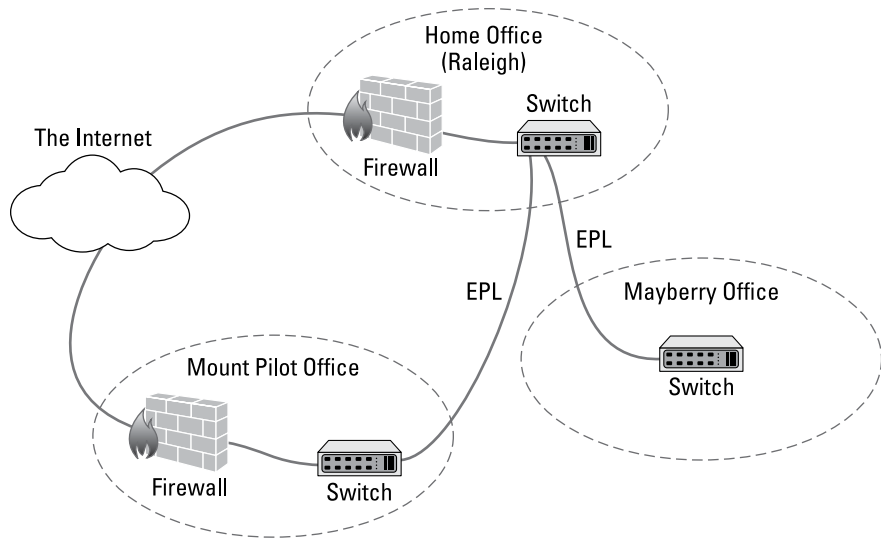 Home Office
(Raleigh)
Switch
The Internet
Firewall
EPL
EPL
Mayberry Office
Switch
Mount Pilot Office
Firewall
Switch